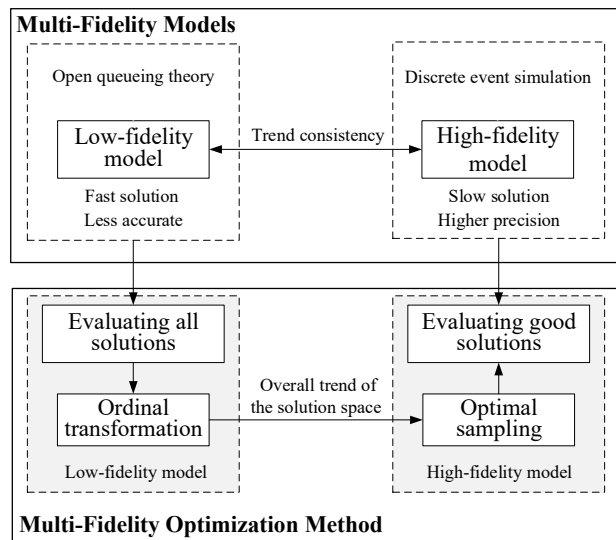 Multi-Fidelity Models
Open queueing theory
Discrete event simulation
Low-fidelity
model
Trend consistency
High-fidelity
model
Fast solution
Less accurate
Slow solution
Higher precision
Evaluating all
solutions
Evaluating good
solutions
Overall trend of
the solution space
Ordinal
transformation
Optimal
sampling
Low-fidelity model
High-fidelity model
Multi-Fidelity Optimization Method